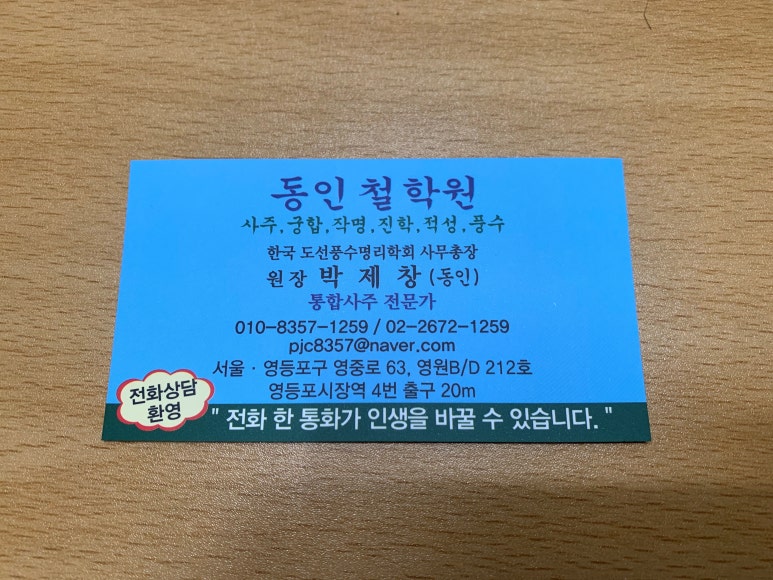 동인철학원
사주,궁합,작명,진학,적성,풍수
한국 도선풍수명리학회 사무총장
원장 박 제 창 (동인)
통합사주 전문가
010-8357-1259 / 02-2672-1259
pjc8357@naver.com
서울 · 영등포구 영중로 63, 영원B/D 212호
영등포시장역 4번 출구 20m
전화상담
환영
" 전화 한 통화가 인생을 바꿀 수 있습니다. "